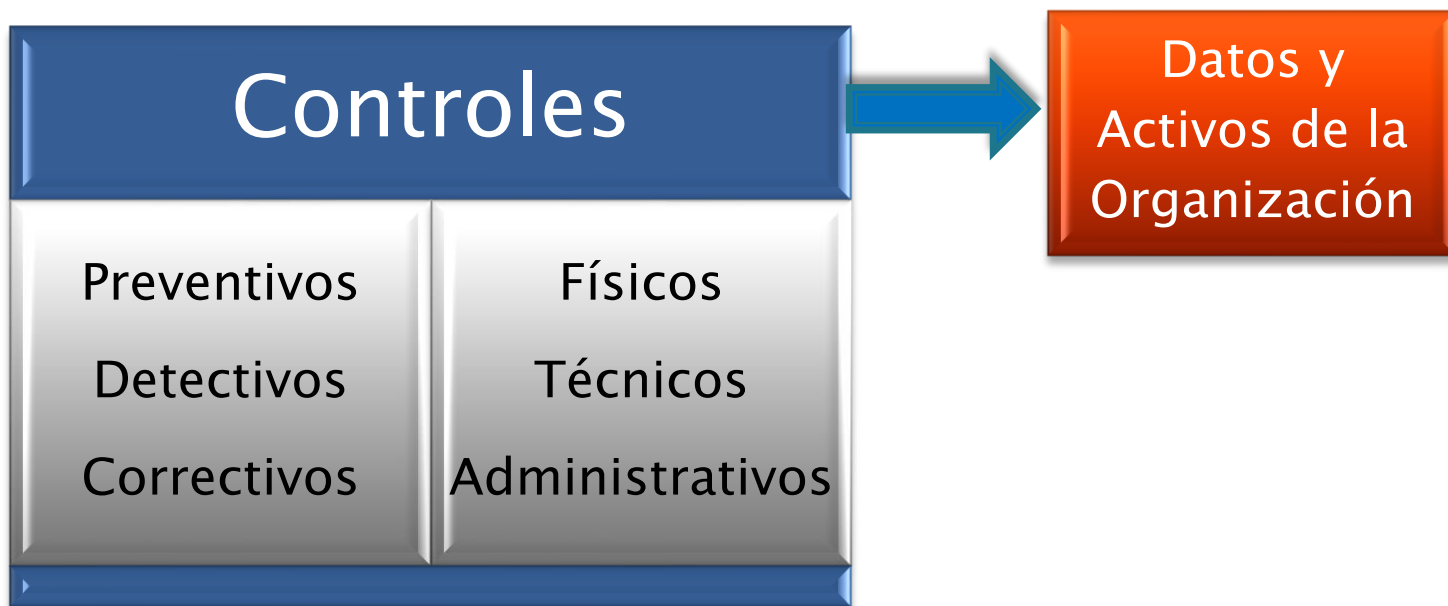 Controles
Preventivos
Detectivos
Correctivos
Físicos
Técnicos
Administrativos
Datos y
Activos de la
Organización